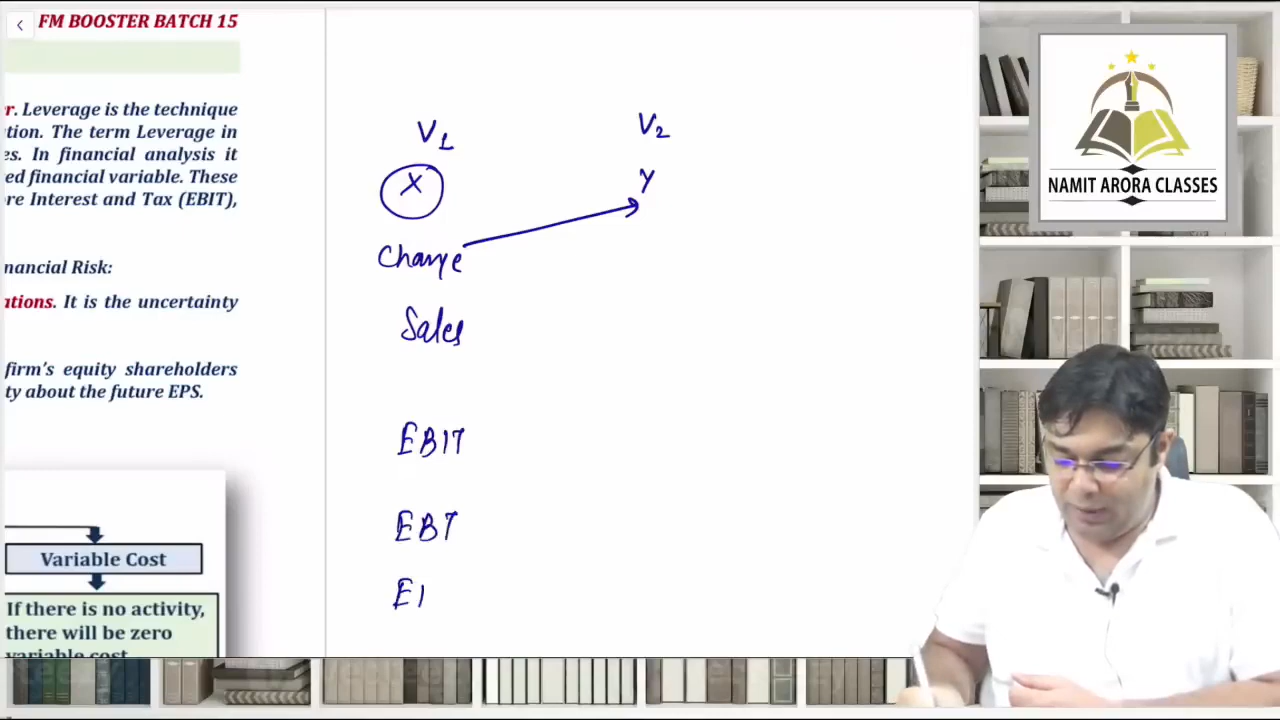 FM BOOSTER BATCH 15
r. Leverage is the technique
tion. The term Leverage in
es. In financial analysis it
ed financial variable. These
re Interest and Tax (EBIT),
nancial Risk:
ations. It is the uncertainty
firm's equity shareholders
ty about the future EPS.
Variable Cost
If there is no activity,
there will be zero
variable cost
V1 V2
X Y
Change
Sales
EBIT
EBT
E
NAMIT ARORA CLASSES